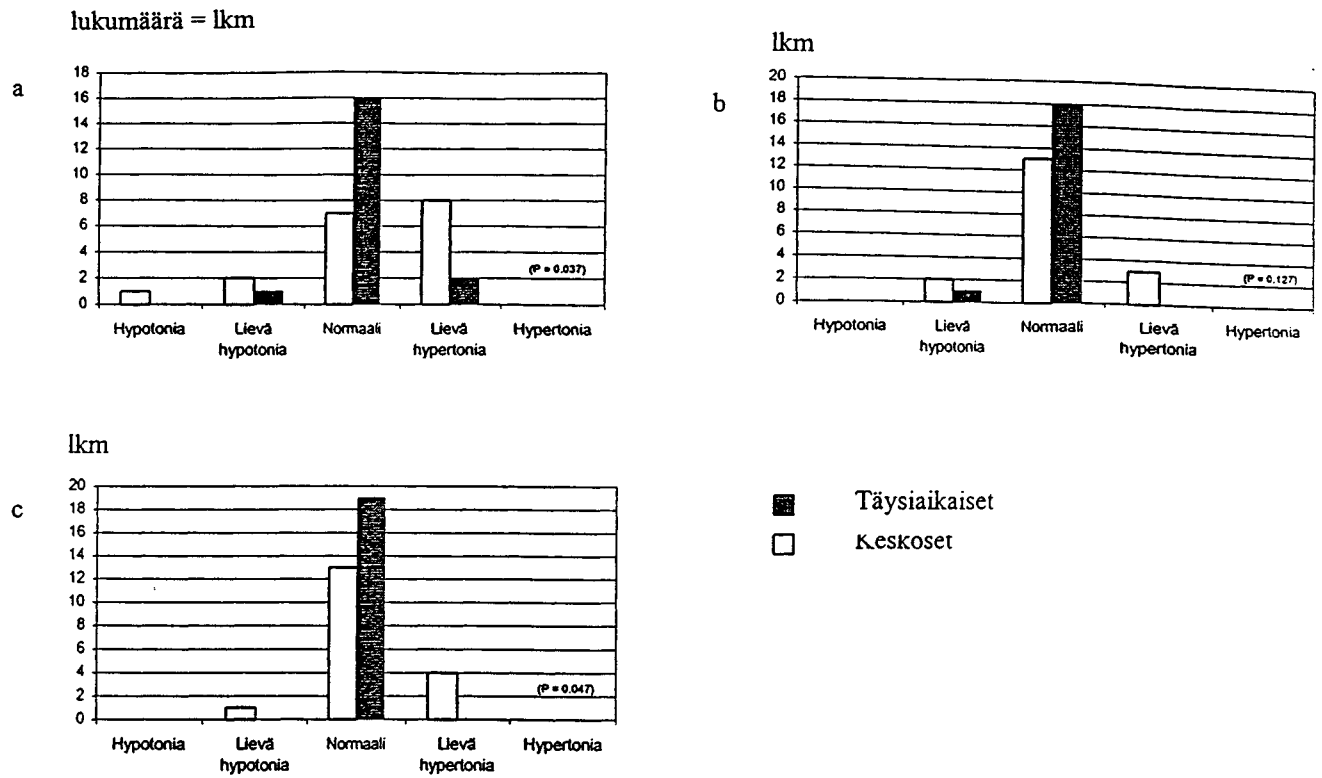 lukumäärä = lkm
a
18
16
14
12
10
8
6
4
2
0
(P = 0.037)
Hypotonia Lievä Normaali Lievä Hypertonia
hypotonia hypertonia
lkm
b
20
18
16
14
12
10
8
6
4
2
0
(P = 0.127)
Hypotonia Lievä Normaali Lievä Hypertonia
hypotonia hypertonia
lkm
c
20
18
16
14
12
10
8
6
4
2
0
(P = 0.047)
Hypotonia Lievä Normaali Lievä Hypertonia
hypotonia hypertonia
Täysiaikaiset
Keskoset